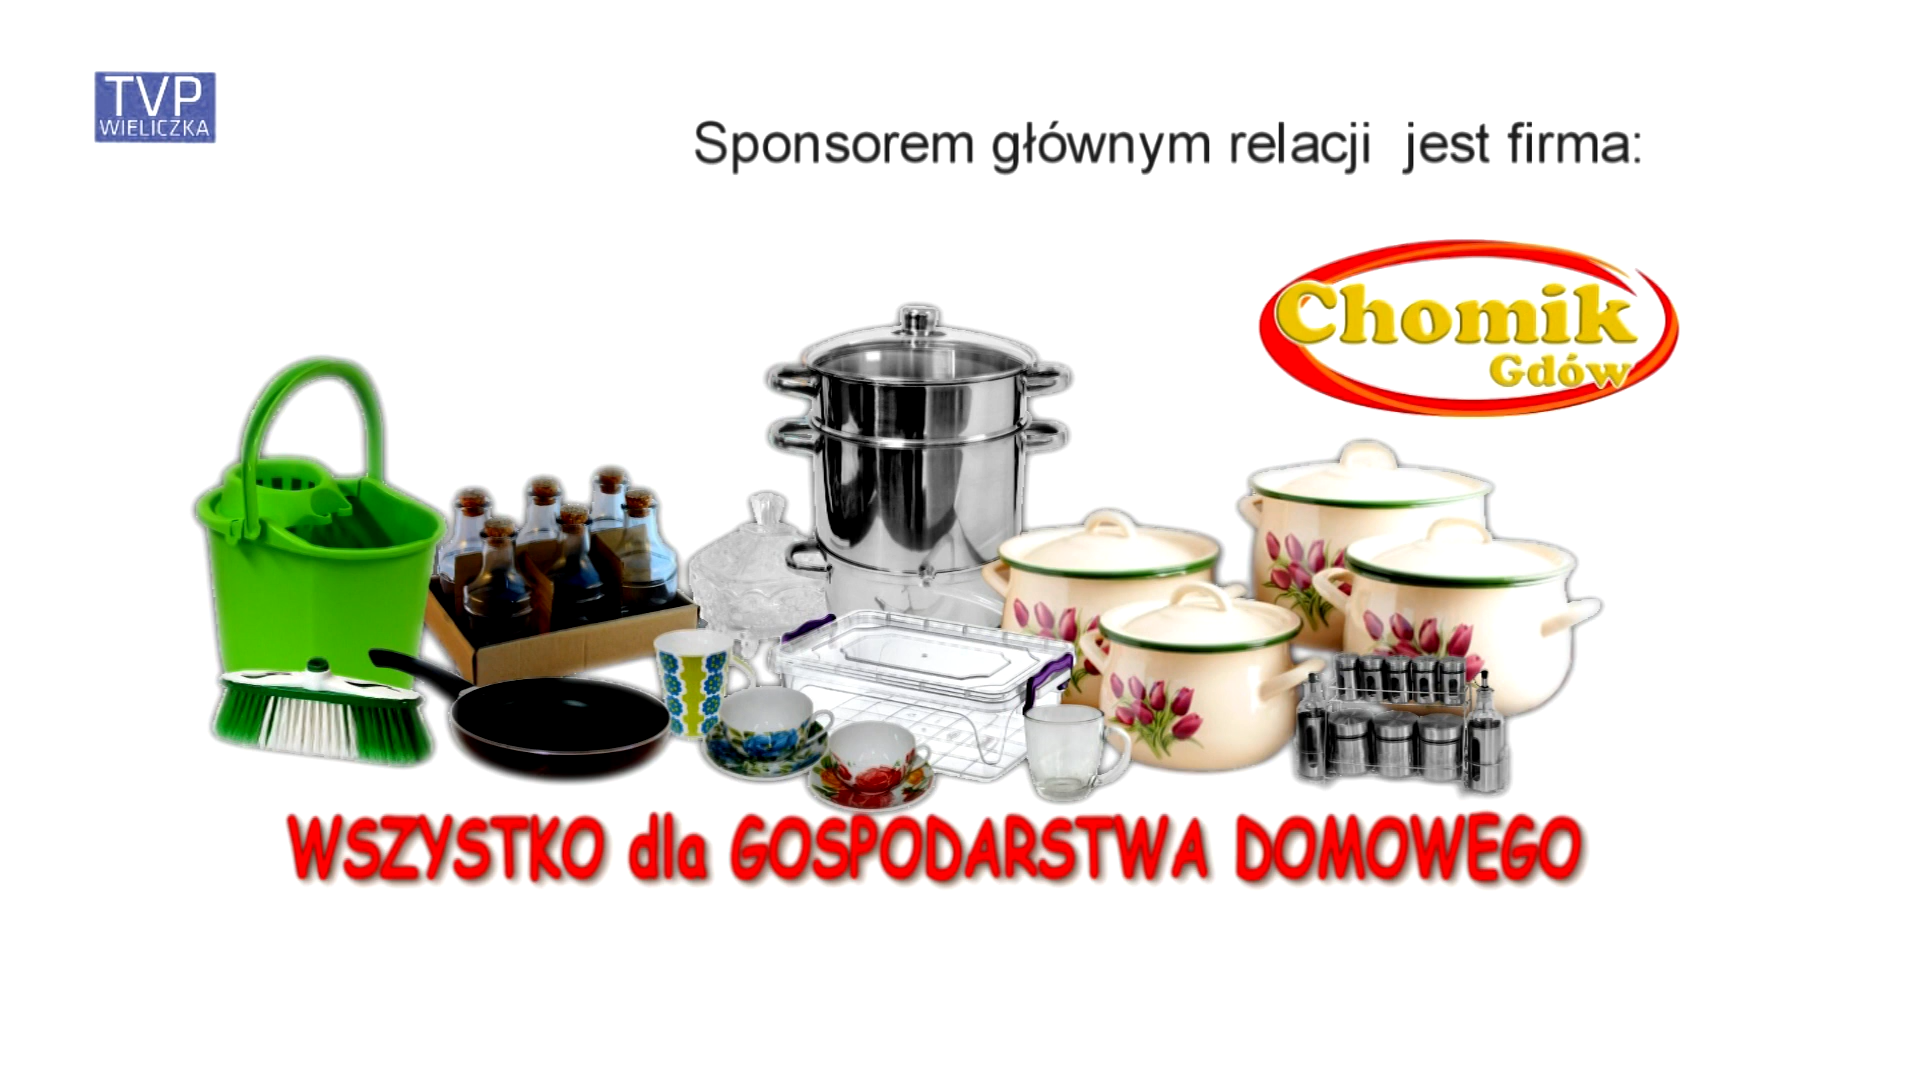 TVP
WIELICZKA
Sponsorem głównym relacji jest firma:
Chomik
Gdów
WSZYSTKO dla GOSPODARSTWA DOMOWEGO